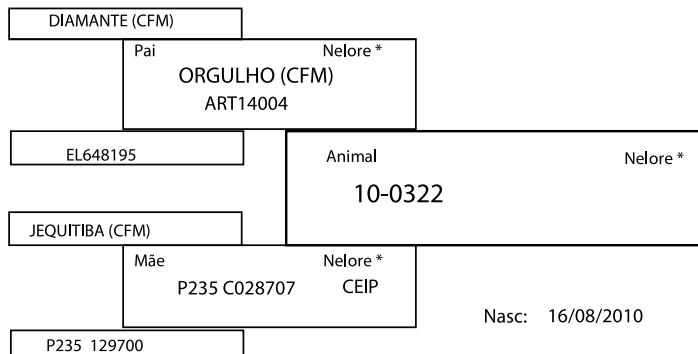 DIAMANTE (CFM)
Pai Nelore *
ORGULHO (CFM)
ART14004
EL648195
Animal Nelore *
10-0322
JEQUITIBA (CFM)
Mãe Nelore *
P235 C028707 CEIP
Nasc: 16/08/2010
P235 129700